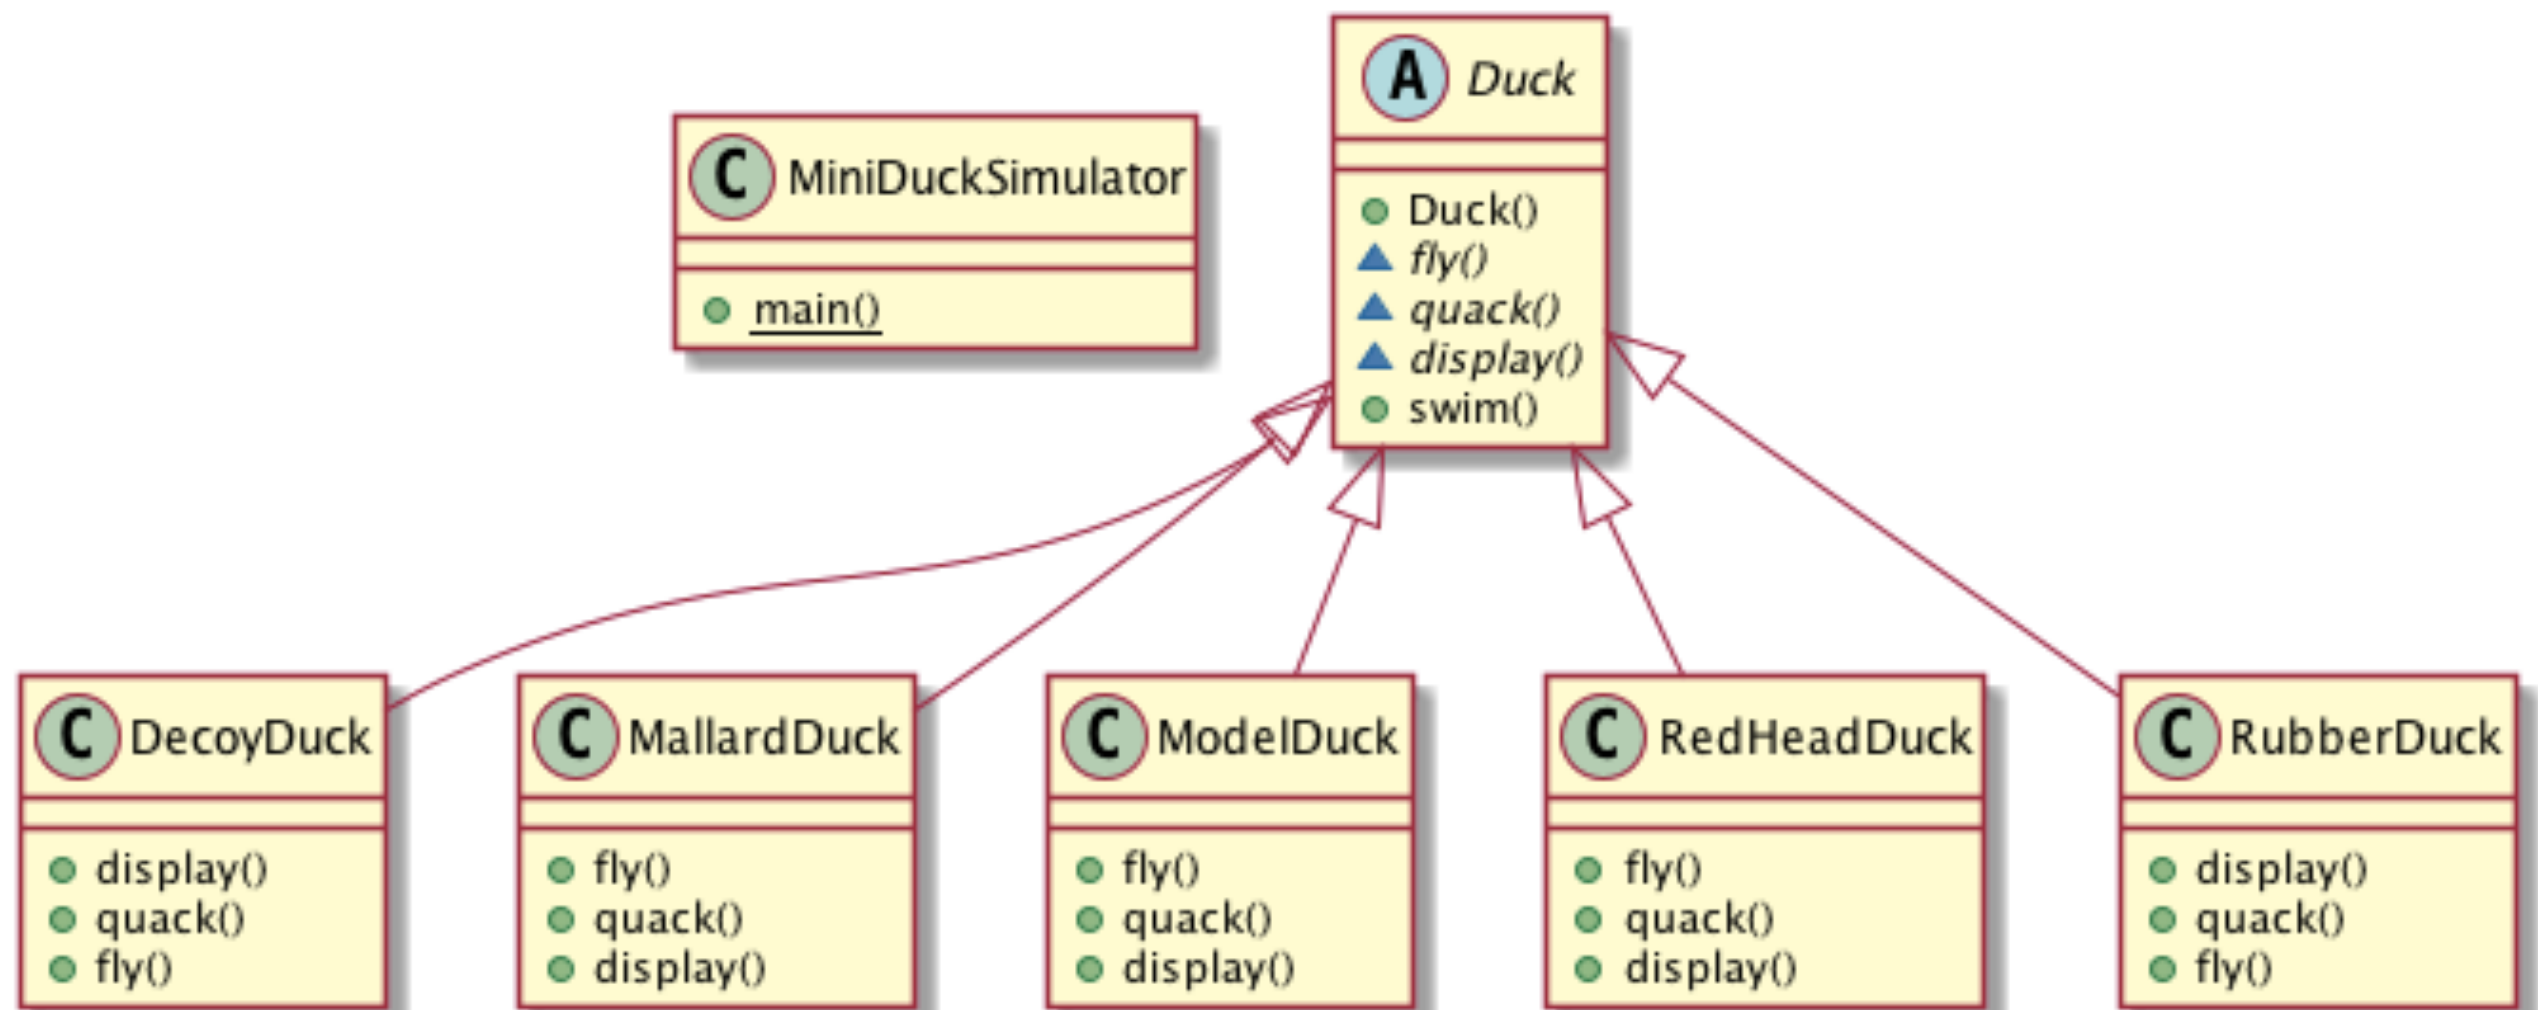 A Duck
Duck()
fly()
quack()
display()
swim()
C MiniDuckSimulator
main()
C DecoyDuck
display()
quack()
fly()
C MallardDuck
fly()
quack()
display()
C ModelDuck
fly()
quack()
display()
C RedHeadDuck
fly()
quack()
display()
C RubberDuck
display()
quack()
fly()